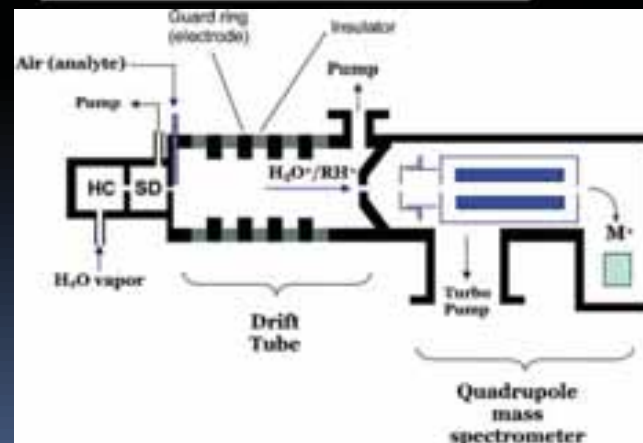 Guard ring
(electrode)
Insulator
Air (analyte)
Pump
Pump
H₃O⁺/RH⁺
HC
SD
M⁺
H₂O vapor
Turbo
Pump
Drift
Tube
Quadrupole
mass
spectrometer